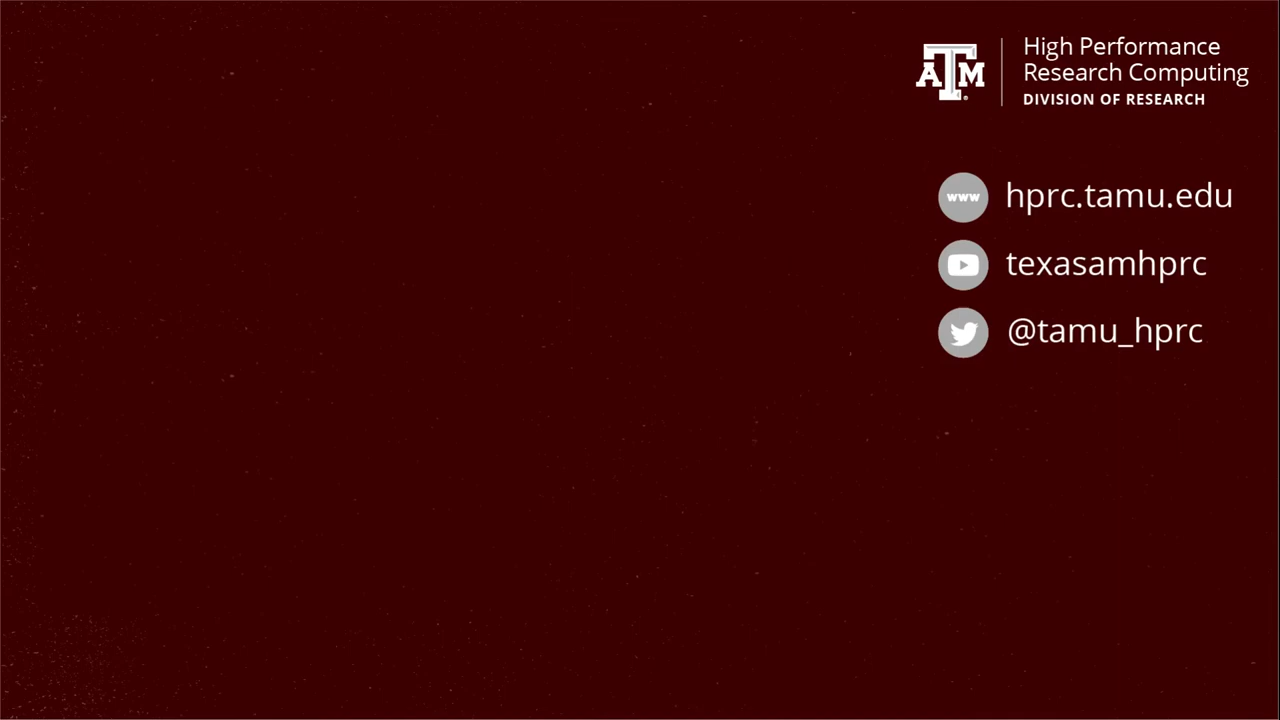 ATM
High Performance
Research Computing
DIVISION OF RESEARCH
www
hprc.tamu.edu
texasamhprc
@tamu_hprc